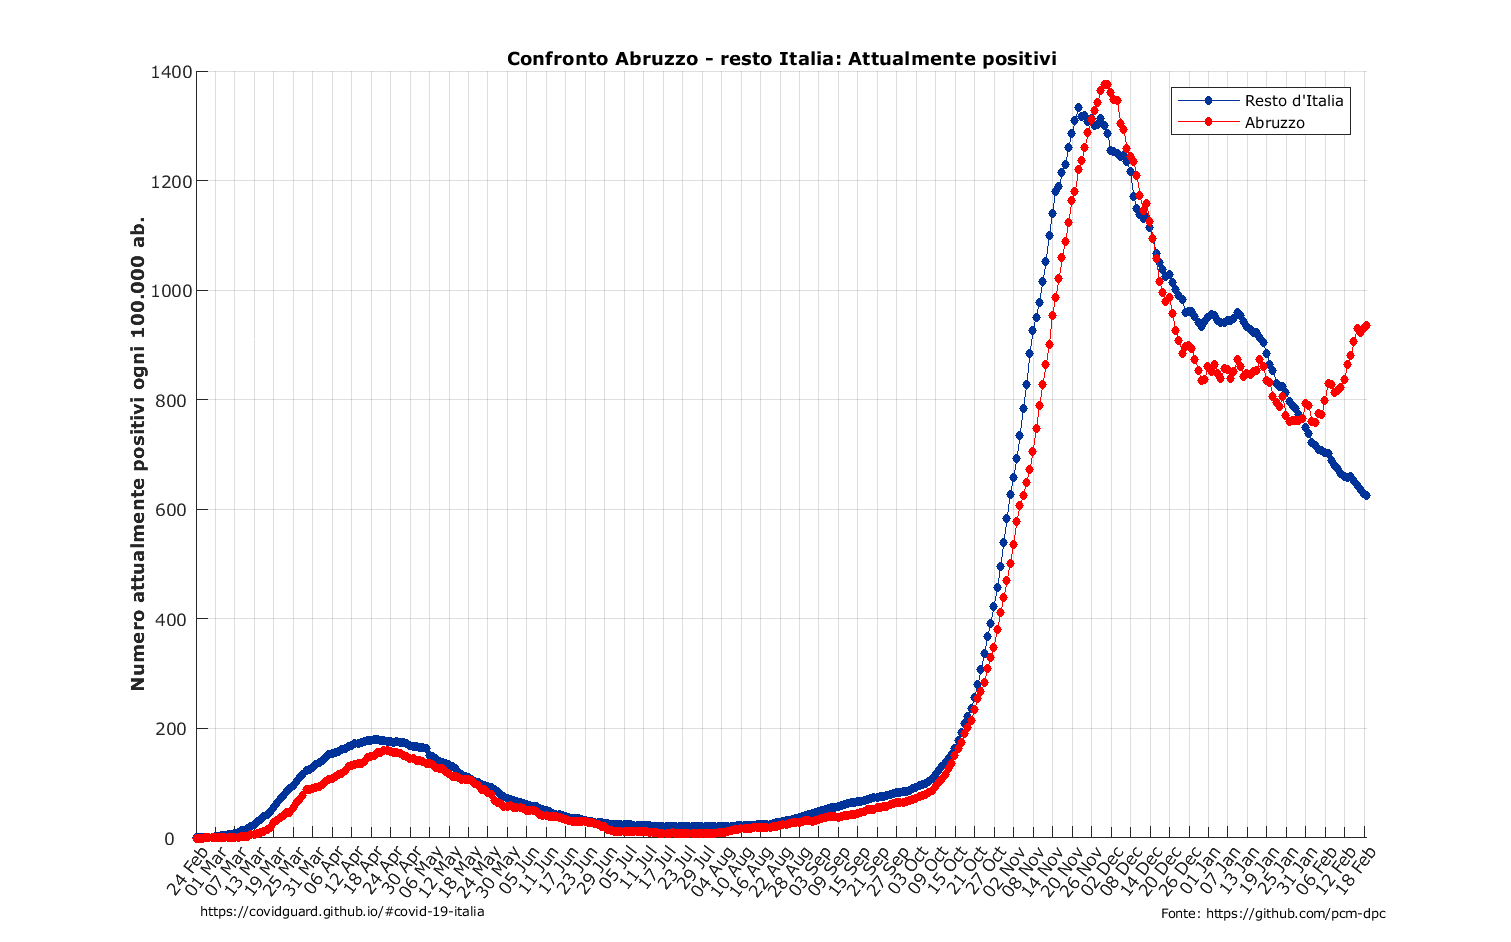 Confronto Abruzzo - resto Italia: Attualmente positivi
Numero attualmente positivi ogni 100.000 ab.
1400
1200
1000
800
600
400
200
0
Resto d'Italia
Abruzzo
24 Feb
01 Mar
07 Mar
13 Mar
19 Mar
25 Mar
31 Mar
06 Apr
12 Apr
18 Apr
24 Apr
30 Apr
06 May
12 May
18 May
24 May
30 May
05 Jun
11 Jun
17 Jun
23 Jun
29 Jun
05 Jul
11 Jul
17 Jul
23 Jul
29 Jul
04 Aug
10 Aug
16 Aug
22 Aug
28 Aug
03 Sep
09 Sep
15 Sep
21 Sep
27 Sep
03 Oct
09 Oct
15 Oct
21 Oct
27 Oct
02 Nov
08 Nov
14 Nov
20 Nov
26 Nov
02 Dec
08 Dec
14 Dec
20 Dec
26 Dec
01 Jan
07 Jan
13 Jan
19 Jan
25 Jan
31 Jan
06 Feb
12 Feb
18 Feb
https://covidguard.github.io/#covid-19-italia
Fonte: https://github.com/pcm-dpc